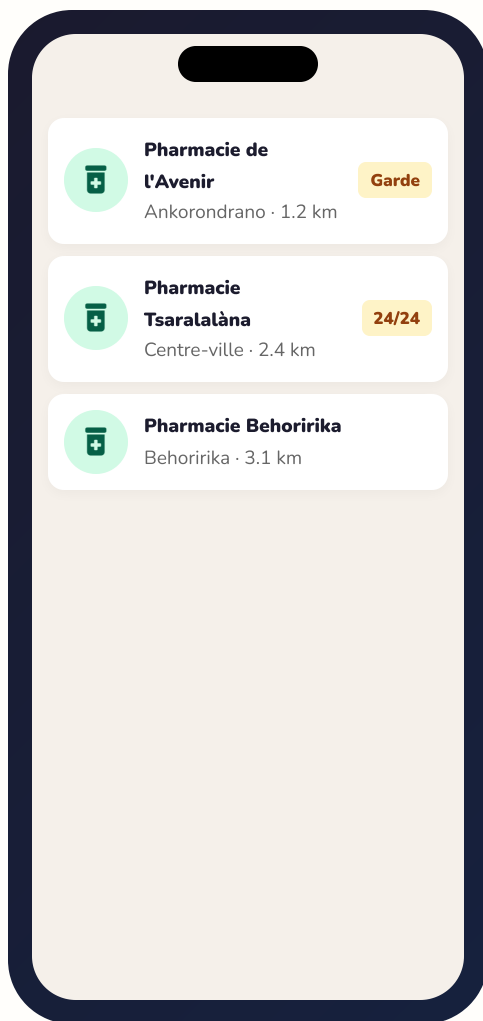 Pharmacie de
l'Avenir
Ankorondrano · 1.2 km
Garde
Pharmacie
Tsaralalàna
Centre-ville · 2.4 km
24/24
Pharmacie Behoririka
Behoririka · 3.1 km